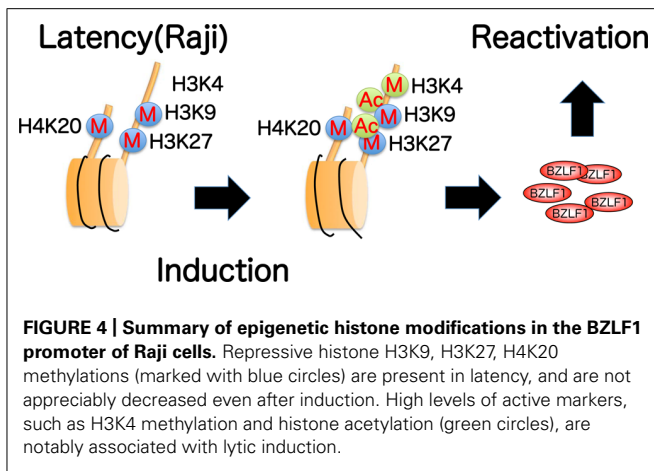 Latency(Raji)
Reactivation
H3K4
H3K9
H4K20
M
M
M
H3K27
H3K4
M
Ac
H3K9
M
H4K20
M
Ac
M
H3K27
BZLF1
BZLF1
BZLF1
BZLF1
BZLF1
Induction
FIGURE 4 | Summary of epigenetic histone modifications in the BZLF1
promoter of Raji cells. Repressive histone H3K9, H3K27, H4K20
methylations (marked with blue circles) are present in latency, and are not
appreciably decreased even after induction. High levels of active markers,
such as H3K4 methylation and histone acetylation (green circles), are
notably associated with lytic induction.